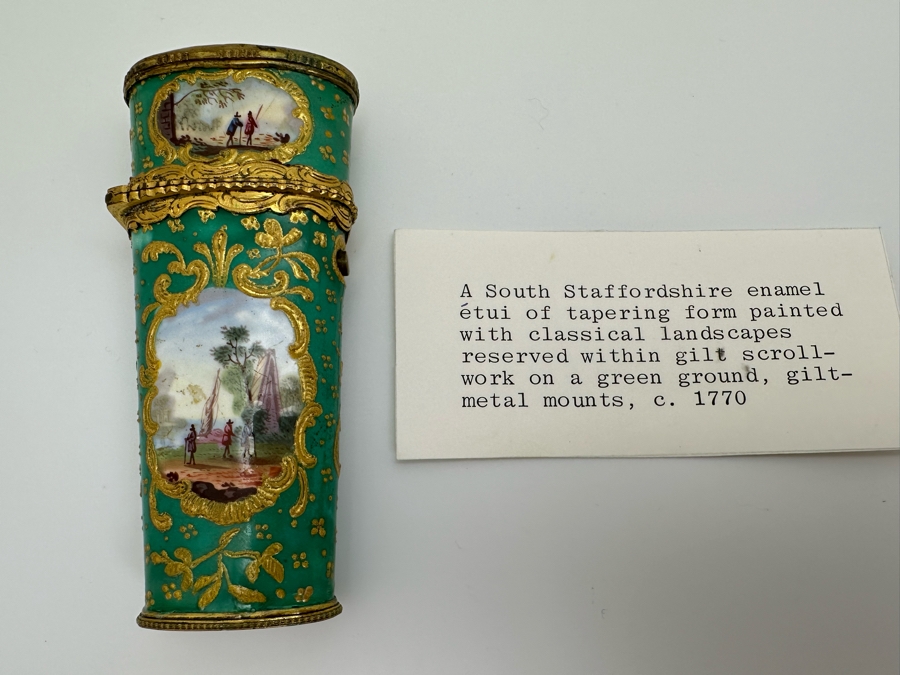 A South Staffordshire enamel
étui of tapering form painted
with classical landscapes
reserved within gilt scroll-
work on a green ground, gilt-
metal mounts, c. 1770